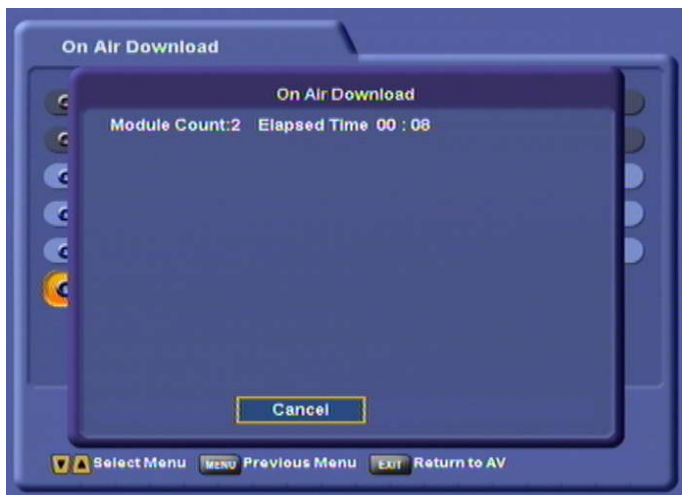 On Air Download
On Air Download
Module Count:2 Elapsed Time 00 : 08
Cancel
Select Menu MENU Previous Menu EXIT Return to AV